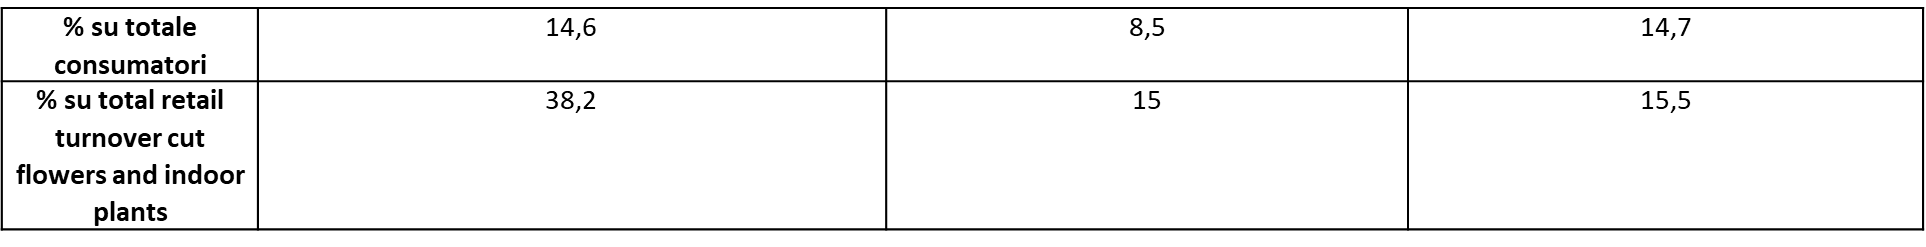 % su totale
consumatori
14,6
8,5
14,7
% su total retail
turnover cut
flowers and indoor
plants
38,2
15
15,5